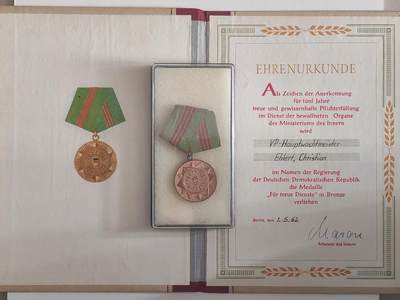 EHRENURKUNDE
Als Zeichen der Anerkennung
für fünf Jahre
treue und gewissenhafte Pflichterfüllung
im Dienst der bewaffneten Organe
des Ministeriums des Innern
wird
VP-Hauptwachtmeister
Ehlert, Christian
im Namen der Regierung
der Deutschen Demokratischen Republik
die Medaille
„Für treue Dienste" in Bronze
verliehen
Berlin, den 1.5.62
Maron
Minister des Innern